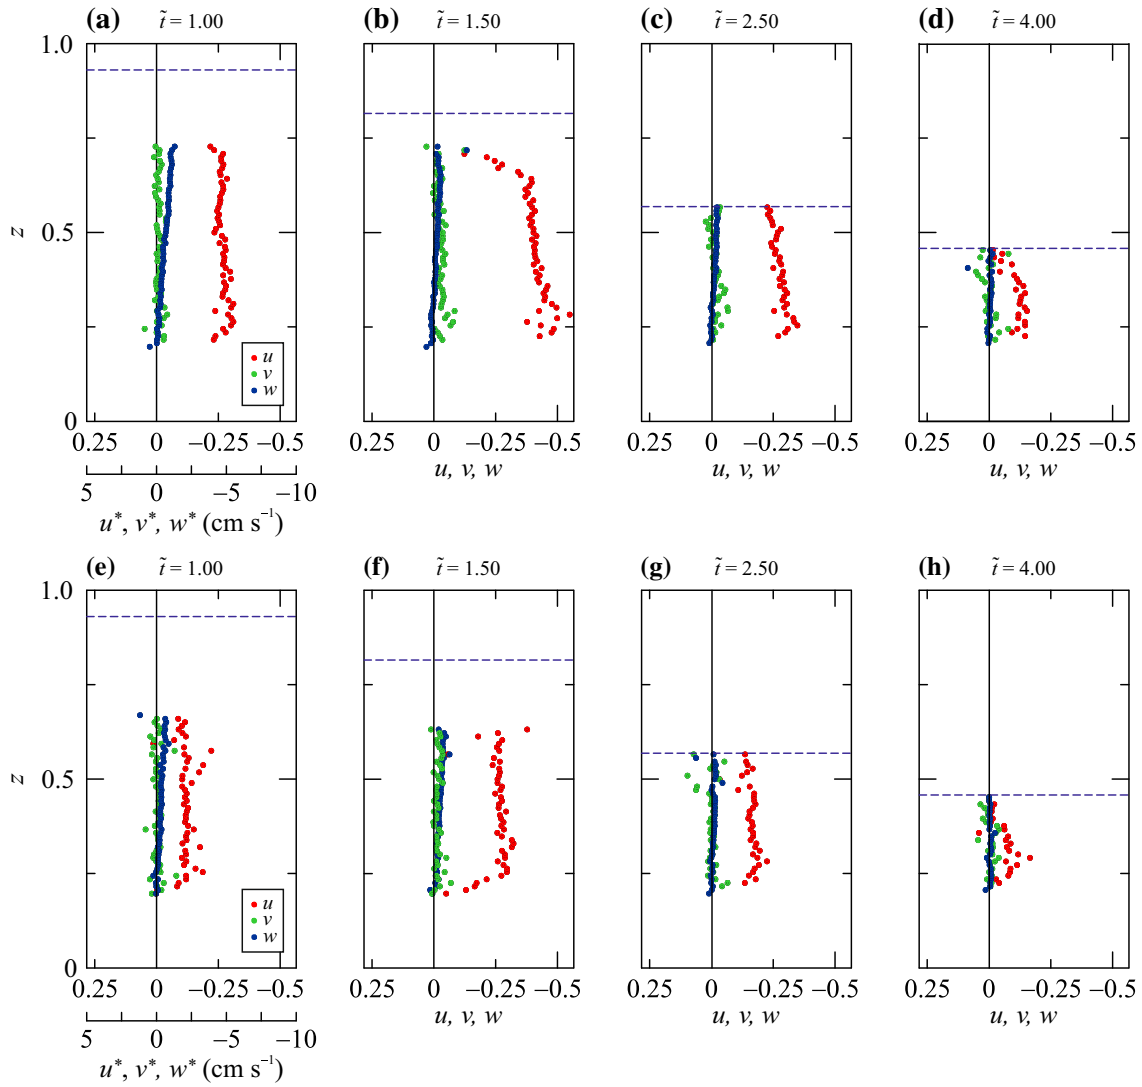 (a) t̃ = 1.00 (b) t̃ = 1.50 (c) t̃ = 2.50 (d) t̃ = 4.00
1.0
z
0.5
0
u
v
w
0.25 0 −0.25 −0.5 0.25 0 −0.25 −0.5 0.25 0 −0.25 −0.5 0.25 0 −0.25 −0.5
u, v, w u, v, w u, v, w
5 0 −5 −10
u*, v*, w* (cm s⁻¹)
(e) t̃ = 1.00 (f) t̃ = 1.50 (g) t̃ = 2.50 (h) t̃ = 4.00
1.0
z
0.5
0
u
v
w
0.25 0 −0.25 −0.5 0.25 0 −0.25 −0.5 0.25 0 −0.25 −0.5 0.25 0 −0.25 −0.5
u, v, w u, v, w u, v, w
5 0 −5 −10
u*, v*, w* (cm s⁻¹)